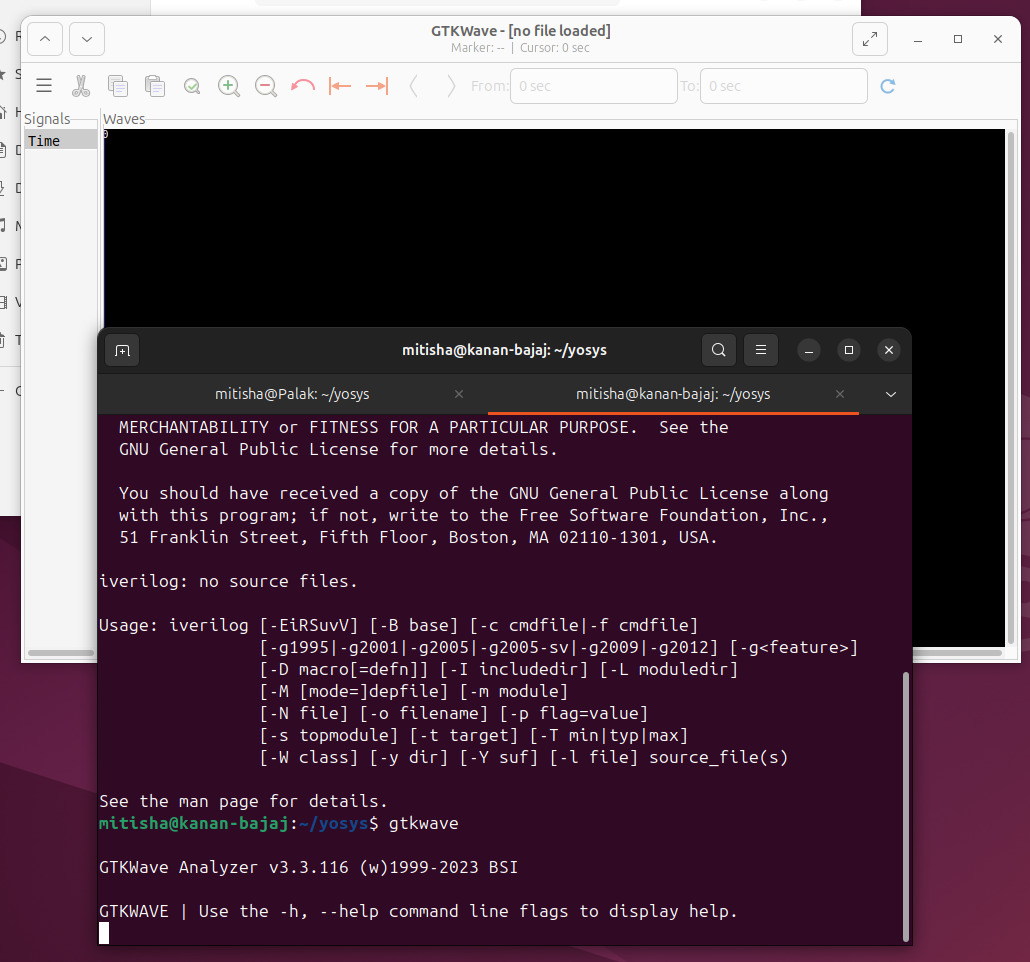 GTKWave - [no file loaded]
Marker: -- | Cursor: 0 sec
From: 0 sec To: 0 sec
Signals
Waves
Time
0
mitisha@kanan-bajaj: ~/yosys
mitisha@Palak: ~/yosys
mitisha@kanan-bajaj: ~/yosys
MERCHANTABILITY or FITNESS FOR A PARTICULAR PURPOSE.  See the
GNU General Public License for more details.
You should have received a copy of the GNU General Public License along
with this program; if not, write to the Free Software Foundation, Inc.,
51 Franklin Street, Fifth Floor, Boston, MA 02110-1301, USA.
iverilog: no source files.
Usage: iverilog [-EiRSuvV] [-B base] [-c cmdfile|-f cmdfile]
[-g1995|-g2001|-g2005|-g2005-sv|-g2009|-g2012] [-g<feature>]
[-D macro[=defn]] [-I includedir] [-L moduledir]
[-M [mode=]depfile] [-m module]
[-N file] [-o filename] [-p flag=value]
[-s topmodule] [-t target] [-T min|typ|max]
[-W class] [-y dir] [-Y suf] [-l file] source_file(s)
See the man page for details.
mitisha@kanan-bajaj:~/yosys$ gtkwave
GTKWave Analyzer v3.3.116 (w)1999-2023 BSI
GTKWAVE | Use the -h, --help command line flags to display help.